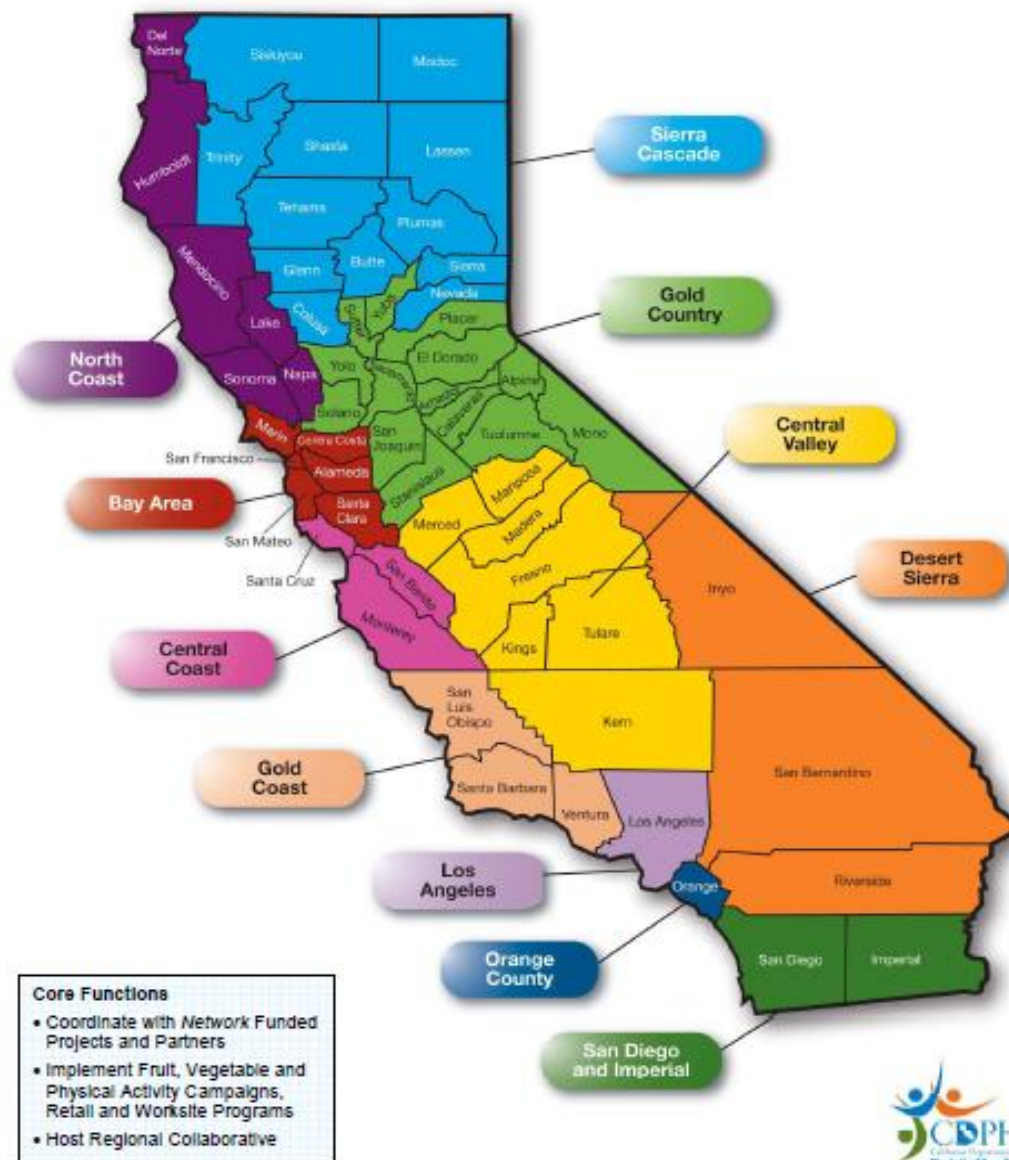 Del
Norte
Siskiyou
Modoc
Humboldt
Trinity
Shasta
Lassen
Sierra
Cascade
Tehama
Plumas
Mendocino
Glenn
Butte
Sierra
Nevada
Gold
Country
Lake
Colusa
Sutter
Yuba
Placer
North
Coast
Sonoma
Napa
Yolo
Sacramento
El Dorado
Alpine
Amador
Calaveras
Solano
San
Joaquin
Tuolumne
Mono
Central
Valley
Marin
Contra Costa
San Francisco
Alameda
Stanislaus
Mariposa
Bay Area
Santa
Clara
Merced
Madera
San Mateo
Santa Cruz
San Benito
Fresno
Inyo
Desert
Sierra
Monterey
Kings
Tulare
Central
Coast
San
Luis
Obispo
Kern
San Bernardino
Gold
Coast
Santa Barbara
Ventura
Los Angeles
Los
Angeles
Orange
Riverside
Orange
County
San Diego
Imperial
San Diego
and Imperial
Core Functions
• Coordinate with Network Funded
Projects and Partners
• Implement Fruit, Vegetable and
Physical Activity Campaigns,
Retail and Worksite Programs
• Host Regional Collaborative